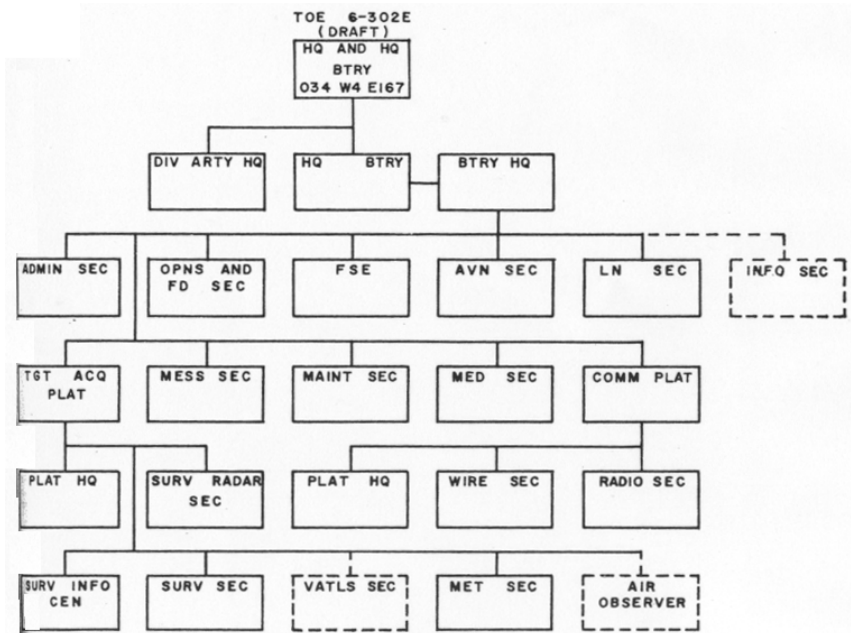 TOE 6-302E
(DRAFT)
HQ AND HQ
BTRY
034 W4 E167
DIV ARTY HQ
HQ BTRY
BTRY HQ
ADMIN SEC
OPNS AND
FD SEC
FSE
AVN SEC
LN SEC
INFO SEC
TGT ACQ
PLAT
MESS SEC
MAINT SEC
MED SEC
COMM PLAT
PLAT HQ
SURV RADAR
SEC
PLAT HQ
WIRE SEC
RADIO SEC
SURV INFO
CEN
SURV SEC
VATLS SEC
MET SEC
AIR
OBSERVER